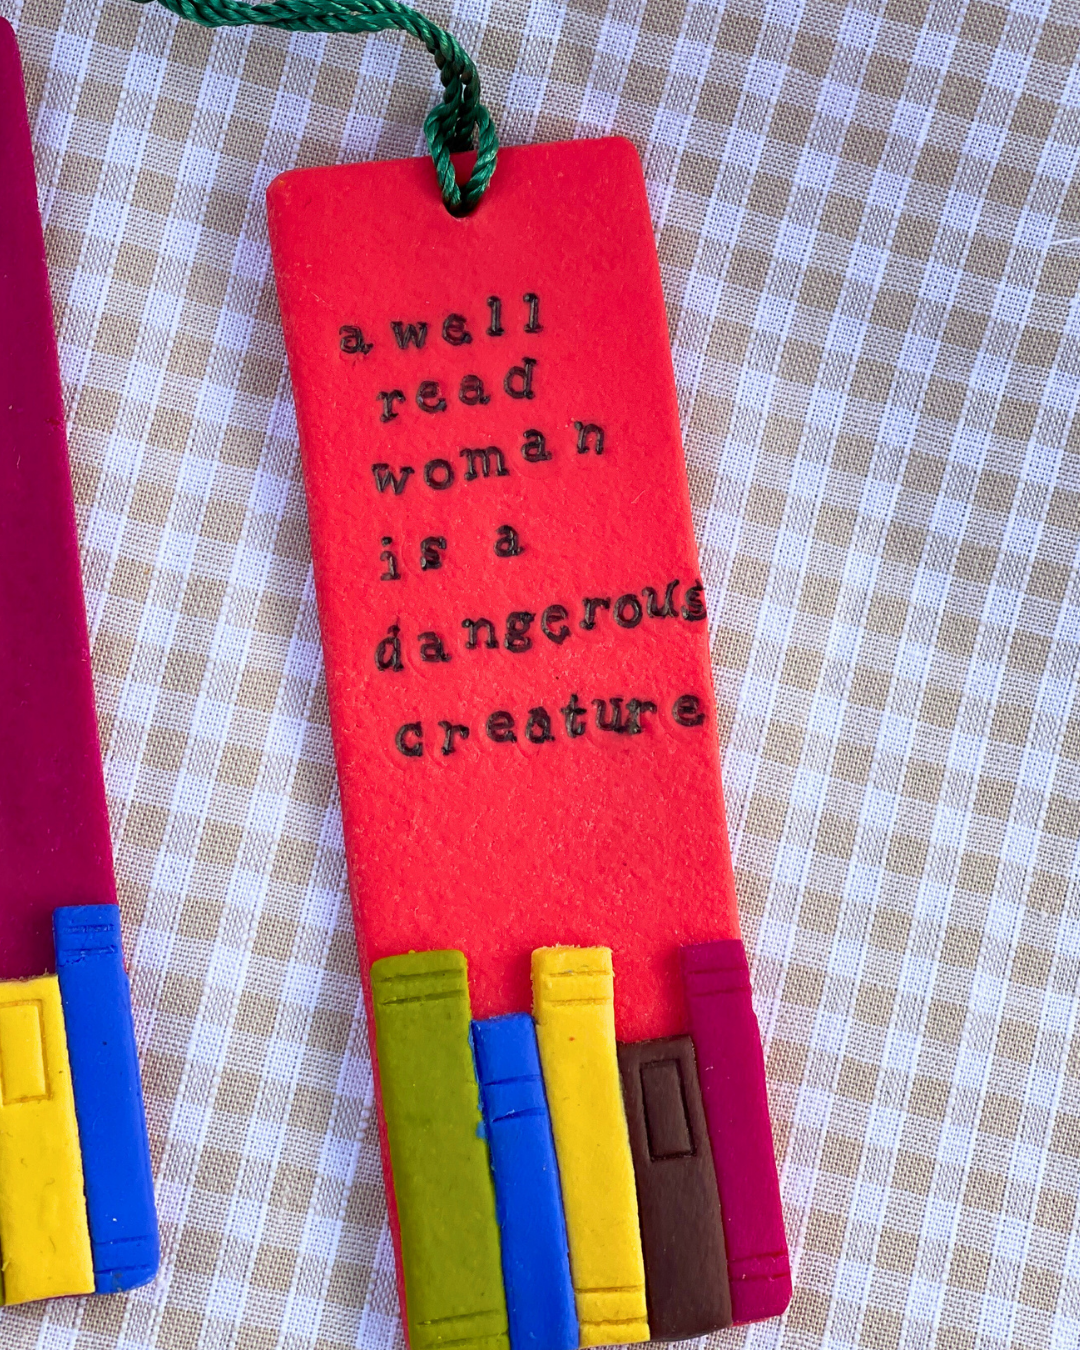 a well
read
woman
is a
dangerous
creature